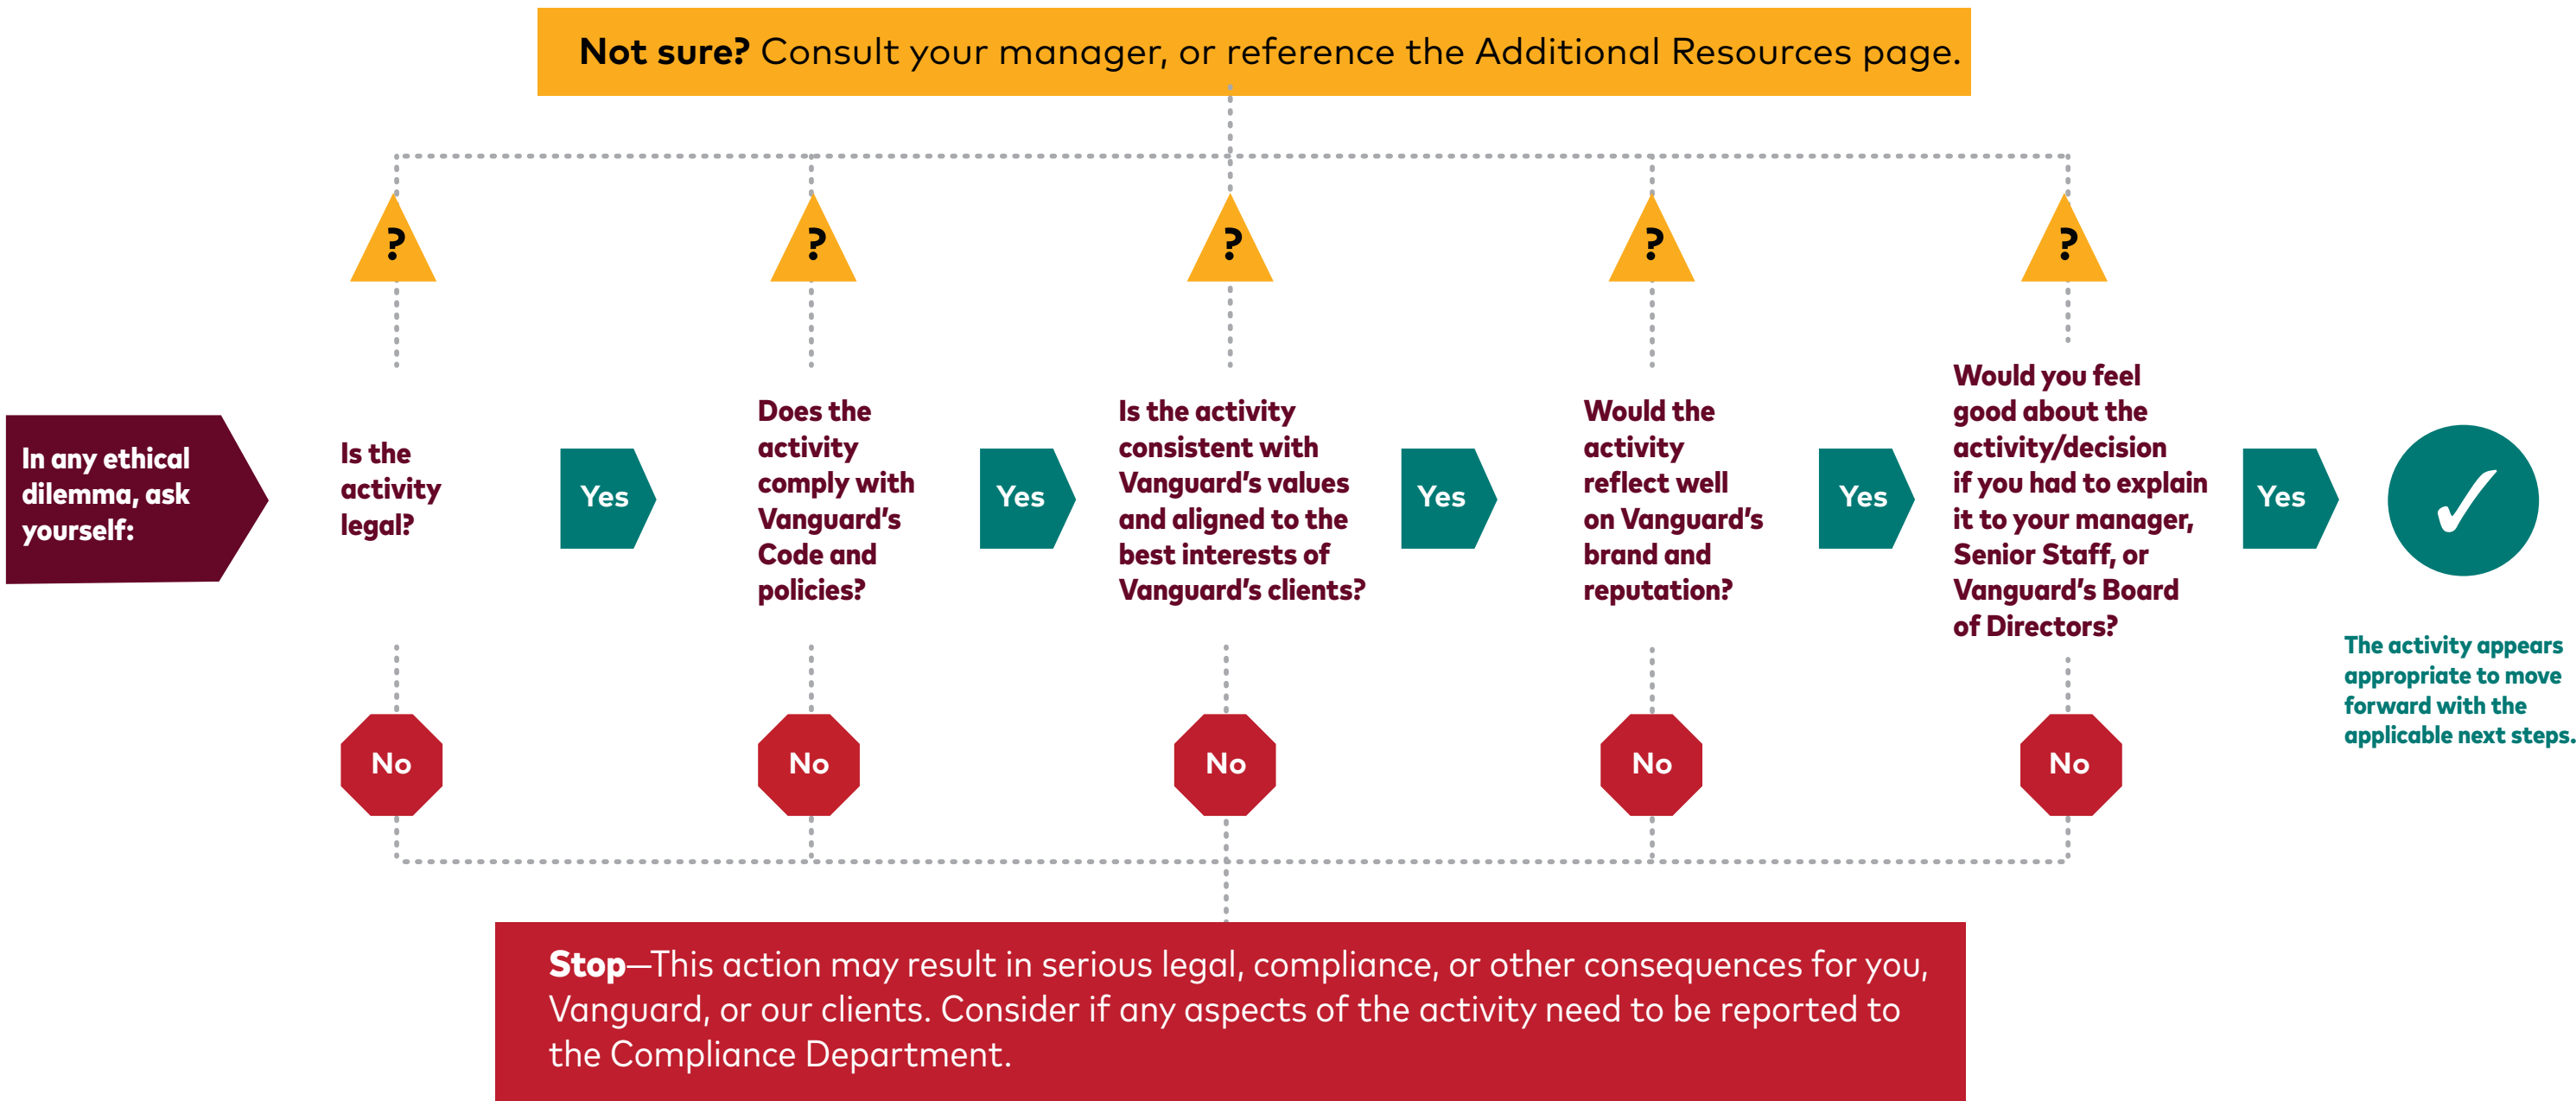 Not sure? Consult your manager, or reference the Additional Resources page.
?
?
?
?
?
In any ethical
dilemma, ask
yourself:
Is the
activity
legal?
Yes
Does the
activity
comply with
Vanguard's
Code and
policies?
Yes
Is the activity
consistent with
Vanguard's values
and aligned to the
best interests of
Vanguard's clients?
Yes
Would the
activity
reflect well
on Vanguard's
brand and
reputation?
Yes
Would you feel
good about the
activity/decision
if you had to explain
it to your manager,
Senior Staff, or
Vanguard's Board
of Directors?
Yes
The activity appears
appropriate to move
forward with the
applicable next steps.
No
No
No
No
No
Stop—This action may result in serious legal, compliance, or other consequences for you,
Vanguard, or our clients. Consider if any aspects of the activity need to be reported to
the Compliance Department.